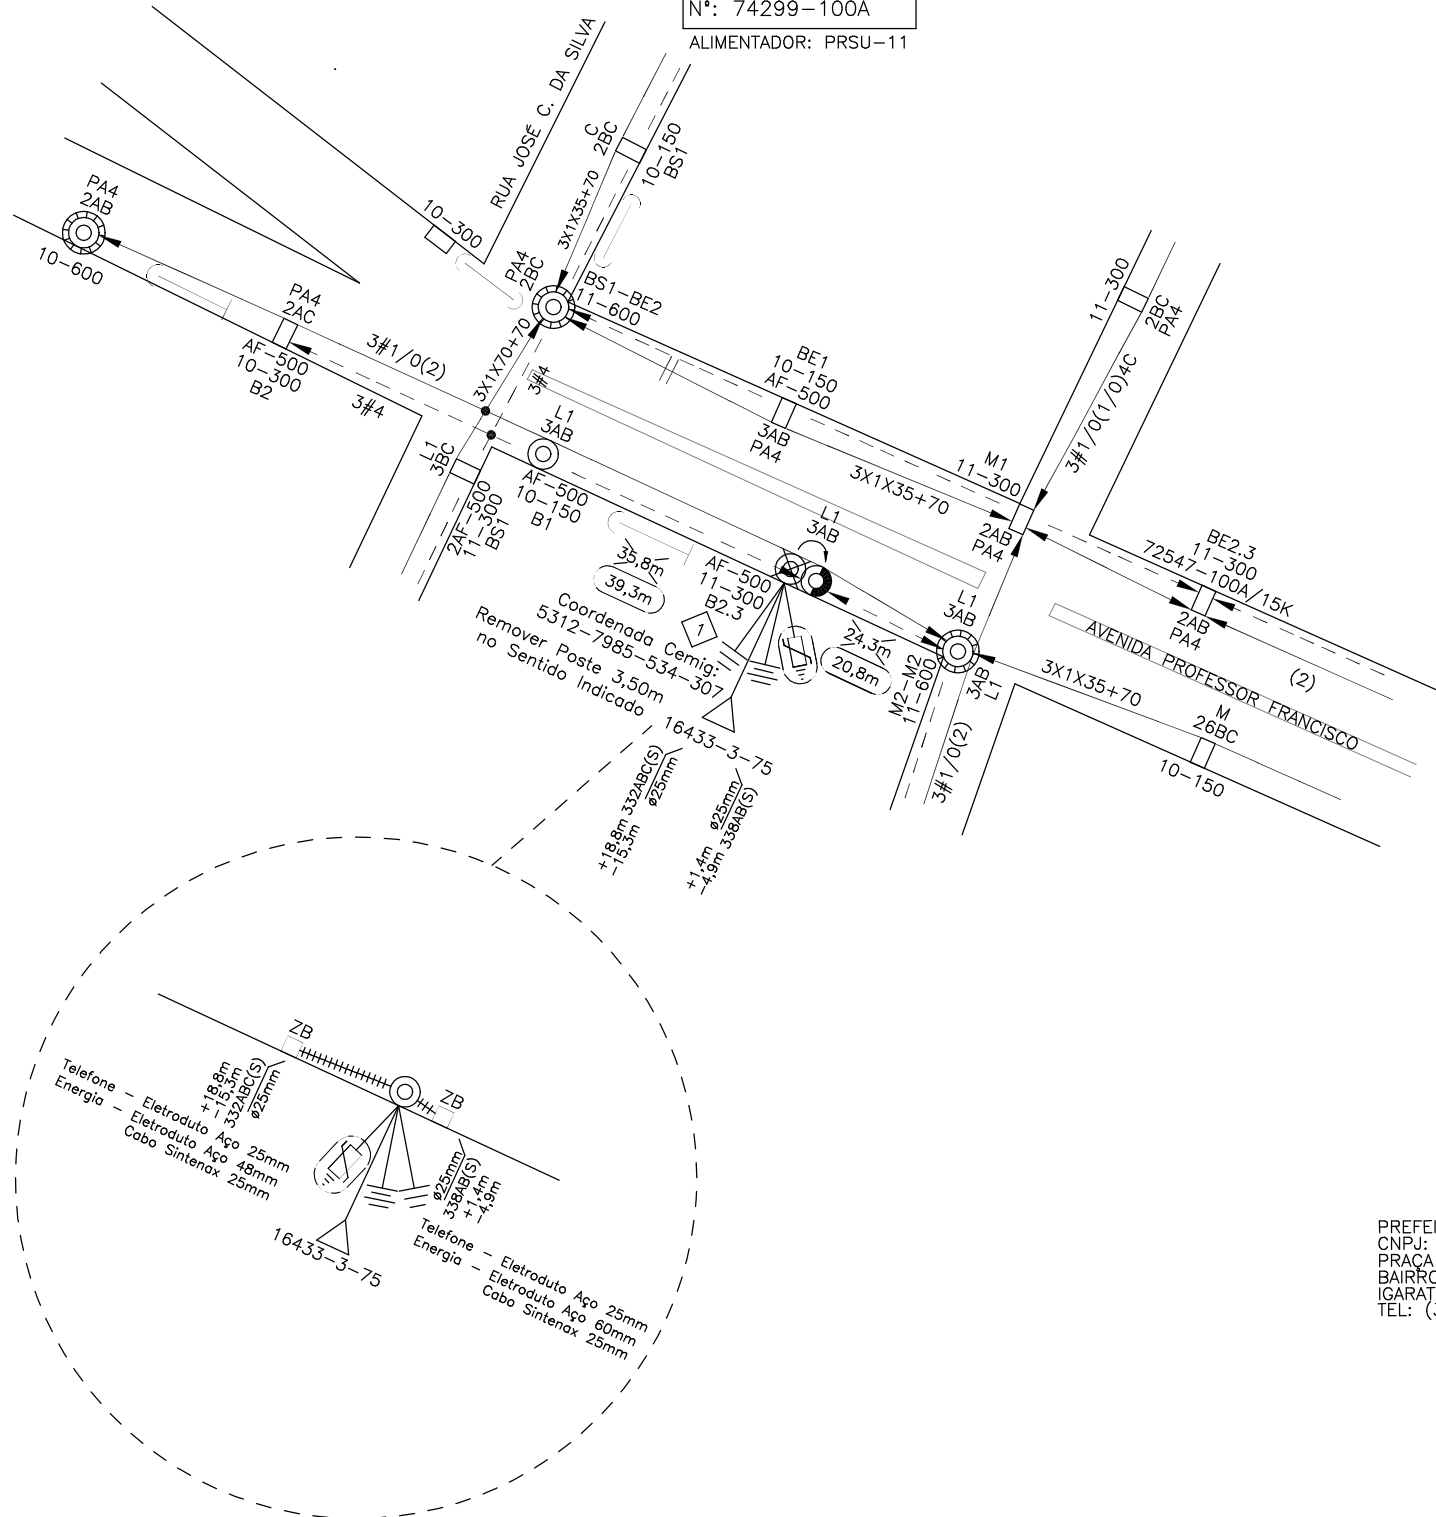 N°: 74299-100A
ALIMENTADOR: PRSU-11
RUA JOSÉ C. DA SILVA
C
2BC
10-150
BS1
3X1X35+70
PA4
2AB
10-600
10-300
PA4
2BC
BS1-BE2
11-600
PA4
2AC
AF-500
10-300
B2
3#1/0(2)
3#4
3X1X70+70
3#4
BE1
10-150
AF-500
3AB
PA4
3X1X35+70
11-300
2BC
PA4
3#1/0(1/0)4C
M1
11-300
2AB
PA4
L1
3AB
AF-500
10-150
B1
L1
3BC
2AF-500
11-300
BS1
L1
3AB
AF-500
11-300
B2.3
35,8m
39,3m
1
Coordenada Cemig:
5312-7985-534-307
Remover Poste 3,50m
no Sentido Indicado
24,3m
20,8m
L1
3AB
M2-M2
11-600
3AB
L1
3#1/0(2)
BE2.3
11-300
72547-100A/15K
2AB
PA4
AVENIDA PROFESSOR FRANCISCO
(2)
3X1X35+70
M
26BC
10-150
16433-3-75
+18,8m 332ABC(S)
-15,3m ø25mm
+1,4m ø25mm
-4,9m 338AB(S)
ZB
+18,8m
-15,3m
332ABC(S)
ø25mm
Telefone - Eletroduto Aço 25mm
Energia - Eletroduto Aço 48mm
Cabo Sintenax 25mm
ZB
ø25mm
338AB(S)
+1,4m
-4,9m
16433-3-75
Telefone - Eletroduto Aço 25mm
Energia - Eletroduto Aço 60mm
Cabo Sintenax 25mm
CNPJ:
PRAÇA
TEL: